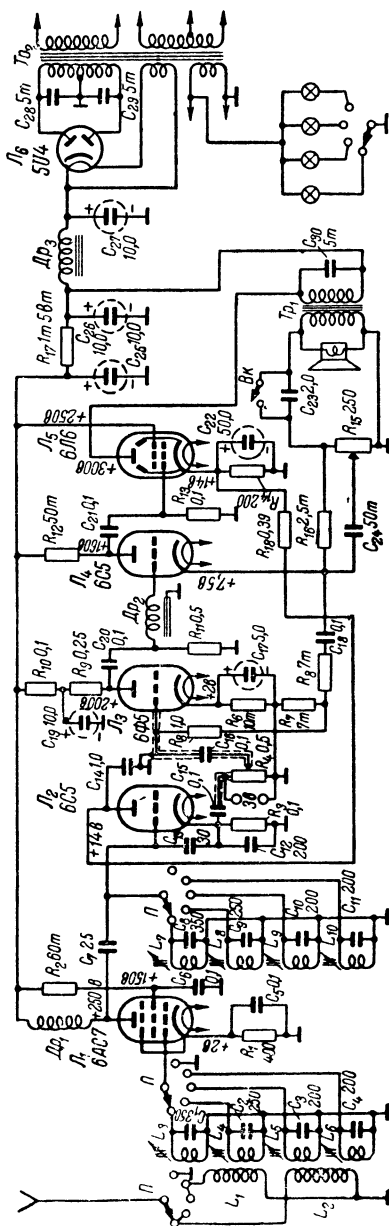 Тр₂
C₂₈ 5т
C₂₉ 5т
Л₆
5U4
Др₃
C₂₇
10,0
R₁₇ 1т 5вт
C₂₆
10,0
C₂₅ 10,0
C₃₀
5т
Тр₁
Вк
C₂₃ 2,0
R₁₅ 250
R₁₆ 2,5т
C₂₄ 50т
+250В
Л₅
6Л6
+300В
C₂₂
50,0
+14В
R₁₄ 200
R₁₃
0,1
R₁₈ 0,39
R₁₂ 50т
C₂₁ 0,1
+160В
Л₄
6С5
+7,5В
Др₂
C₁₈
0,1
R₁₀ 0,1
R₉ 0,25
C₁₉ 10,0
+200В
C₂₀
0,1
Л₃
6Ф5
R₁₁ 0,5
+2В
C₁₇ 5,0
R₅ 1,0
R₆
R₇
7т
R₈ 7т
C₁₆
0,1
Л₂
6С5
C₁₄ 1,0
+14В
C₁₅
0,1
R₄ 0,5
Зв
R₃
0,1
30
C₁₂
200
C₇ 25
П
L₇
C₈
350
L₈
C₉ 250
L₉
C₁₀
200
L₁₀
C₁₁ 200
R₂ 60т
Др₁
+250В
Л₁
6АС7
+150В
C₆
0,1
+2В
R₁
400
C₅ 0,1
П
C₁ 350
L₄
C₂
250
L₅
C₃
200
L₆
C₄ 200
П
L₁
L₂